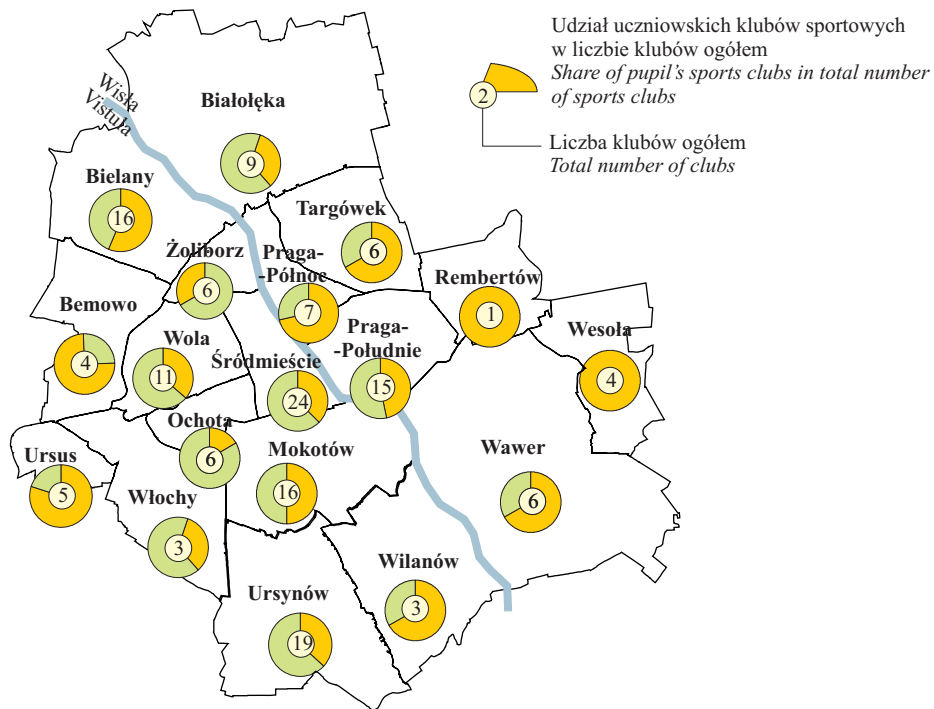 Udział uczniowskich klubów sportowych
w liczbie klubów ogółem
Share of pupil's sports clubs in total number
of sports clubs
2
Liczba klubów ogółem
Total number of clubs
Wisła
Vistula
Białołęka
9
Bielany
16
Targówek
6
Żoliborz
6
Praga-
-Północ
7
Rembertów
1
Bemowo
4
Wola
11
Praga-
-Południe
15
Wesoła
4
Śródmieście
24
Ochota
6
Mokotów
16
Ursus
5
Włochy
3
Wawer
6
Wilanów
3
Ursynów
19